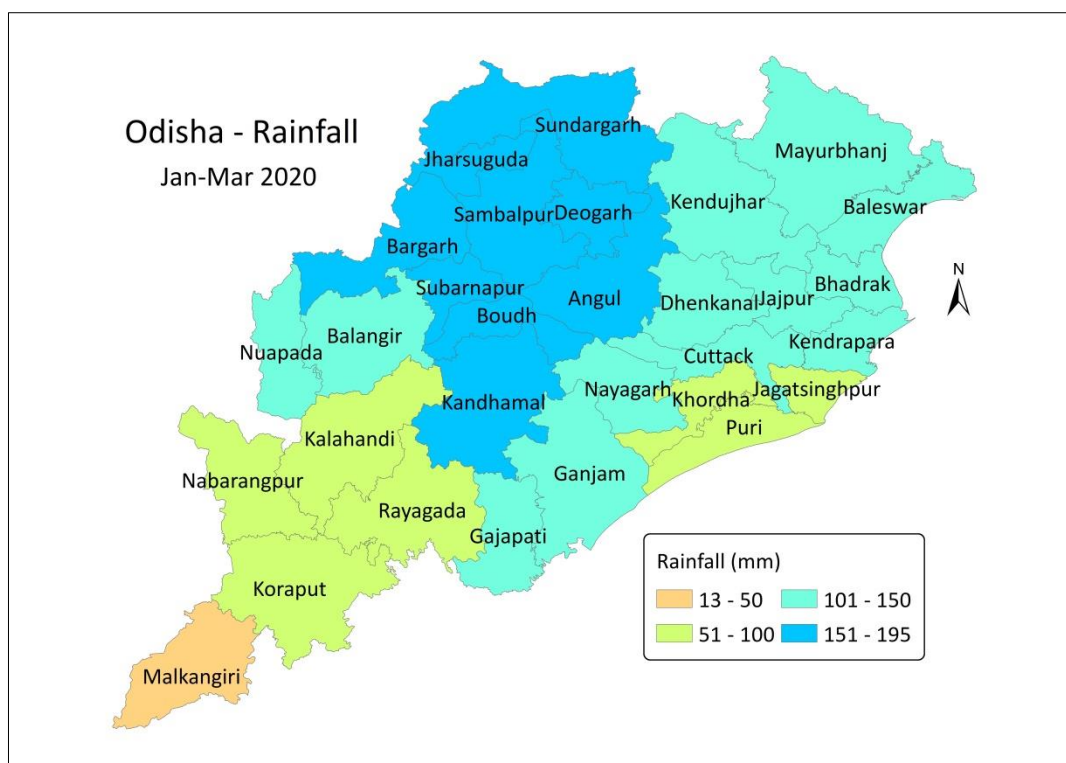 Odisha - Rainfall
Jan-Mar 2020
Sundargarh
Jharsuguda
Mayurbhanj
Kendujhar
Sambalpur
Deogarh
Baleswar
Bargarh
Subarnapur
Angul
Bhadrak
Boudh
Dhenkanal
Jajpur
N
Balangir
Nuapada
Kendrapara
Cuttack
Nayagarh
Jagatsinghpur
Khordha
Kandhamal
Puri
Kalahandi
Nabarangpur
Ganjam
Rayagada
Gajapati
Koraput
Malkangiri
Rainfall (mm)
13 - 50
101 - 150
51 - 100
151 - 195